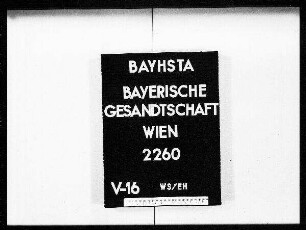 BAYHSTA
BAYERISCHE
GESANDTSCHAFT
WIEN
2260
V-16 WS/EH